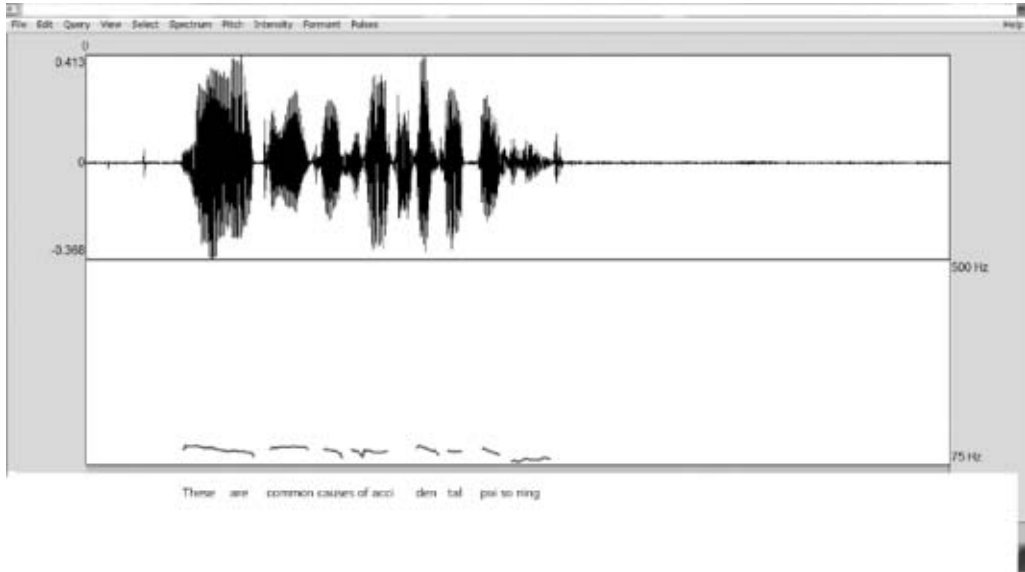 File Edit Query View Select Spectrum Pitch Intensity Formant Pulses Help
0
0.413
0
-0.368
500 Hz
75 Hz
These are common causes of acci den tal poi so ning